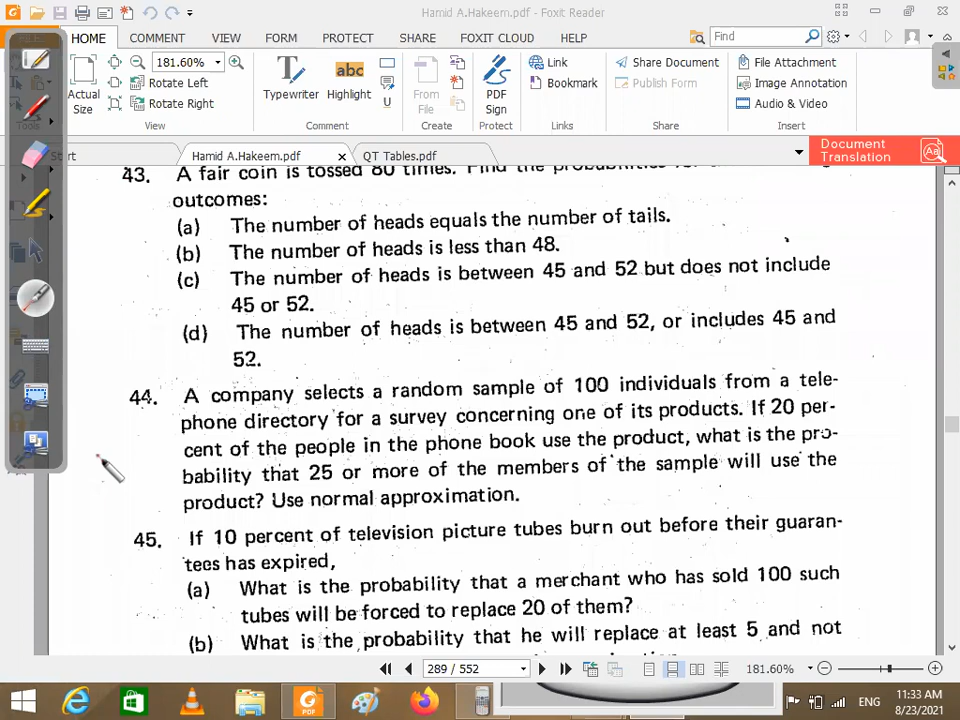 Hamid A.Hakeem.pdf - Foxit Reader
FILE HOME COMMENT VIEW FORM PROTECT SHARE FOXIT CLOUD HELP Find
181.60%
Actual Size
Rotate Left
Rotate Right
View
Typewriter
Highlight
Comment
From File
Create
PDF Sign
Protect
Link
Bookmark
Links
Share Document
Publish Form
Share
File Attachment
Image Annotation
Audio & Video
Insert
Tools
Hamid A.Hakeem.pdf
QT Tables.pdf
Document Translation
43. A fair coin is tossed 80 times. Find the
outcomes:
(a) The number of heads equals the number of tails.
(b) The number of heads is less than 48.
(c) The number of heads is between 45 and 52 but does not include
45 or 52.
(d) The number of heads is between 45 and 52, or includes 45 and
52.
44. A company selects a random sample of 100 individuals from a tele-
phone directory for a survey concerning one of its products. If 20 per-
cent of the people in the phone book use the product, what is the pro-
bability that 25 or more of the members of the sample will use the
product? Use normal approximation.
45. If 10 percent of television picture tubes burn out before their guaran-
tees has expired,
(a) What is the probability that a merchant who has sold 100 such
tubes will be forced to replace 20 of them?
(b) What is the probability that he will replace at least 5 and not
289 / 552
181.60%
ENG
11:33 AM
8/23/2021